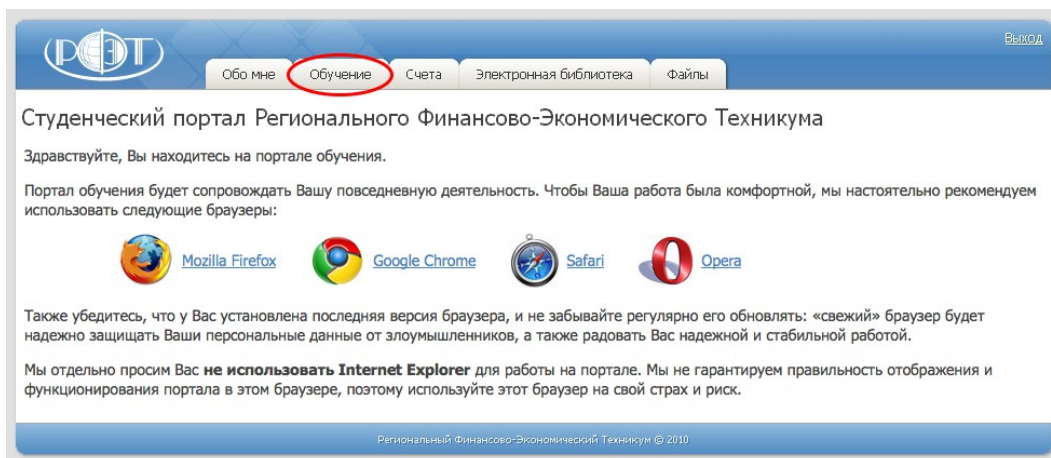 Выход
РФЭТ
Обо мне Обучение Счета Электронная библиотека Файлы
Студенческий портал Регионального Финансово-Экономического Техникума
Здравствуйте, Вы находитесь на портале обучения.
Портал обучения будет сопровождать Вашу повседневную деятельность. Чтобы Ваша работа была комфортной, мы настоятельно рекомендуем
использовать следующие браузеры:
Mozilla Firefox Google Chrome Safari Opera
Также убедитесь, что у Вас установлена последняя версия браузера, и не забывайте регулярно его обновлять: «свежий» браузер будет
надежно защищать Ваши персональные данные от злоумышленников, а также радовать Вас надежной и стабильной работой.
Мы отдельно просим Вас не использовать Internet Explorer для работы на портале. Мы не гарантируем правильность отображения и
функционирования портала в этом браузере, поэтому используйте этот браузер на свой страх и риск.
Региональный Финансово-Экономический Техникум © 2010